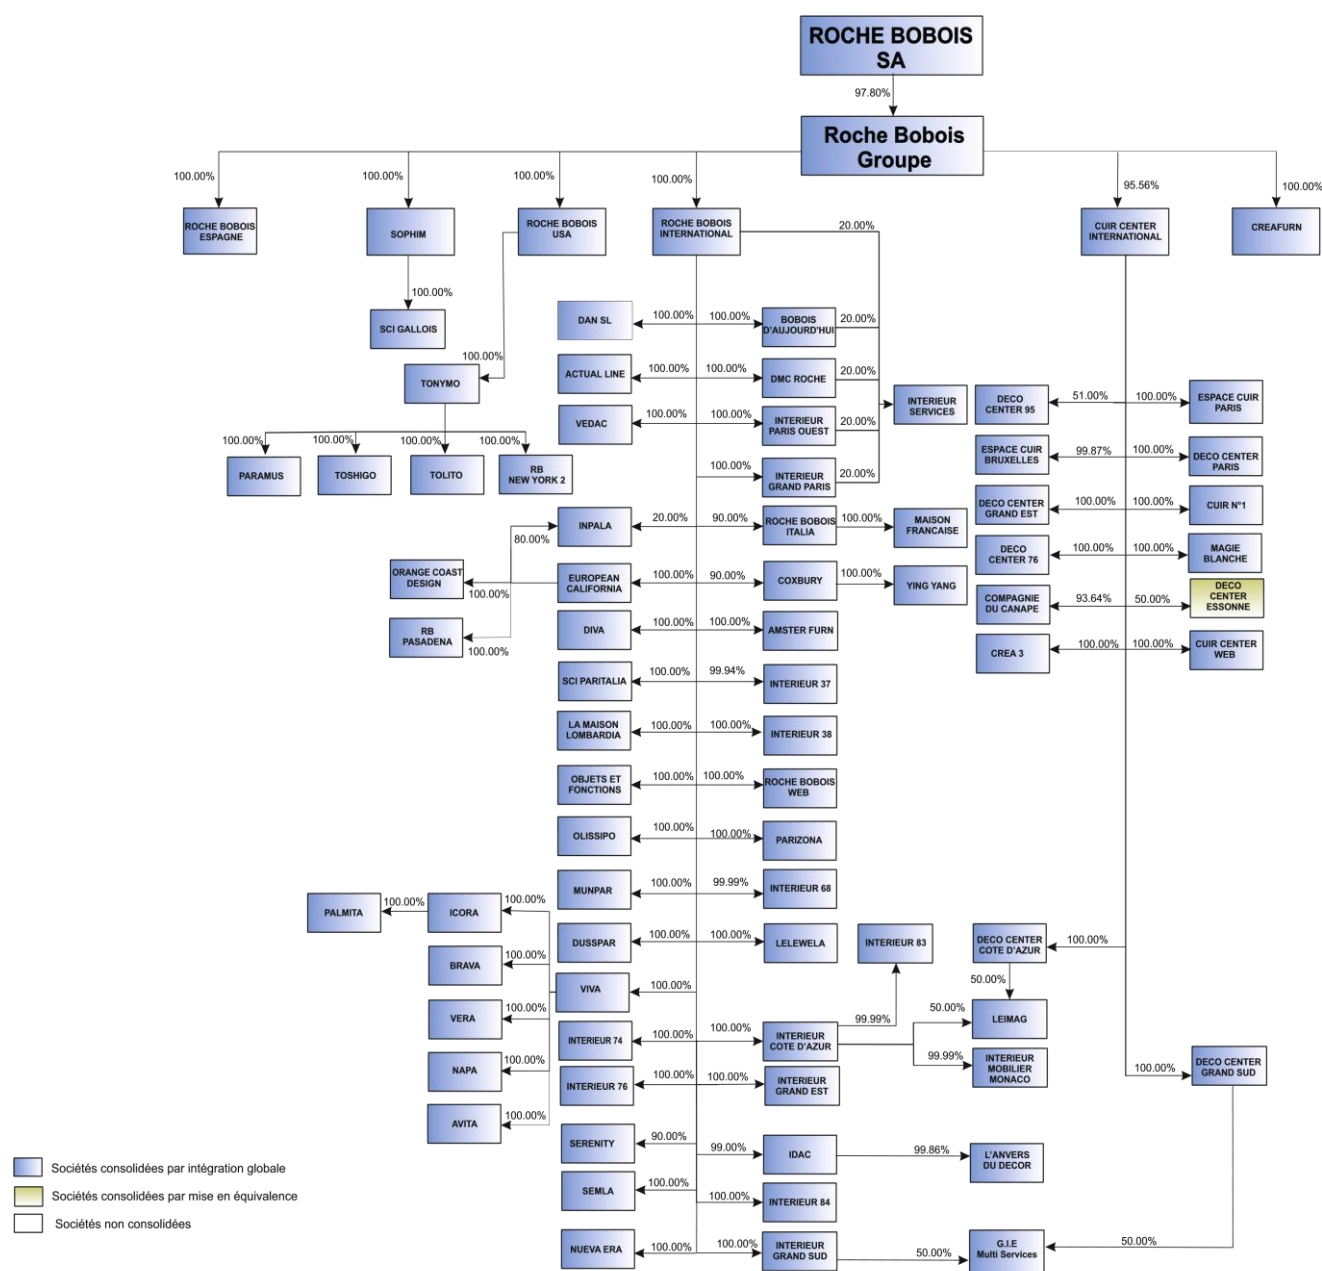 ROCHE BOBOIS
SA
97.80%
Roche Bobois
Groupe
100.00%
100.00%
100.00%
100.00%
95.56%
100.00%
ROCHE BOBOIS
ESPAGNE
SOPHIM
ROCHE BOBOIS
USA
ROCHE BOBOIS
INTERNATIONAL
20.00%
CUIR CENTER
INTERNATIONAL
CREAFURN
100.00%
SCI GALLOIS
DAN SL
100.00%
100.00%
BOBOIS
D'AUJOURD'HUI
20.00%
100.00%
TONYMO
ACTUAL LINE
100.00%
100.00%
DMC ROCHE
20.00%
INTERIEUR
SERVICES
DECO
CENTER 95
51.00%
100.00%
ESPACE CUIR
PARIS
VEDAC
100.00%
100.00%
INTERIEUR
PARIS OUEST
20.00%
100.00%
100.00%
100.00%
100.00%
PARAMUS
TOSHIGO
TOLITO
RB
NEW YORK 2
100.00%
INTERIEUR
GRAND PARIS
20.00%
ESPACE CUIR
BRUXELLES
99.87%
100.00%
DECO CENTER
PARIS
DECO CENTER
GRAND EST
100.00%
100.00%
CUIR N°1
INPALA
20.00%
90.00%
ROCHE BOBOIS
ITALIA
100.00%
MAISON
FRANCAISE
80.00%
DECO
CENTER 76
100.00%
100.00%
MAGIE
BLANCHE
ORANGE COAST
DESIGN
100.00%
EUROPEAN
CALIFORNIA
100.00%
90.00%
COXBURY
100.00%
YING YANG
COMPAGNIE
DU CANAPE
93.64%
50.00%
DECO
CENTER
ESSONNE
RB
PASADENA
100.00%
DIVA
100.00%
100.00%
AMSTER FURN
CREA 3
100.00%
100.00%
CUIR CENTER
WEB
SCI PARITALIA
100.00%
99.94%
INTÉRIEUR 37
LA MAISON
LOMBARDIA
100.00%
100.00%
INTÉRIEUR 38
OBJETS ET
FONCTIONS
100.00%
100.00%
ROCHE BOBOIS
WEB
OLISSIPO
100.00%
100.00%
PARIZONA
MUNPAR
100.00%
99.99%
INTERIEUR 68
PALMITA
100.00%
ICORA
100.00%
DUSSPAR
100.00%
100.00%
LELEWELA
INTERIEUR 83
DECO CENTER
COTE D'AZUR
100.00%
BRAVA
100.00%
VIVA
100.00%
50.00%
VERA
100.00%
99.99%
50.00%
LEIMAG
INTERIEUR 74
100.00%
100.00%
INTERIEUR
COTE D'AZUR
99.99%
INTERIEUR
MOBILIER
MONACO
NAPA
100.00%
100.00%
DECO CENTER
GRAND SUD
INTERIEUR 76
100.00%
100.00%
INTERIEUR
GRAND EST
AVITA
100.00%
SERENITY
90.00%
99.00%
IDAC
99.86%
L'ANVERS
DU DECOR
SEMLA
100.00%
100.00%
INTERIEUR 84
NUEVA ERA
100.00%
100.00%
INTERIEUR
GRAND SUD
50.00%
G.I.E
Multi Services
50.00%
Sociétés consolidées par intégration globale
Sociétés consolidées par mise en équivalence
Sociétés non consolidées